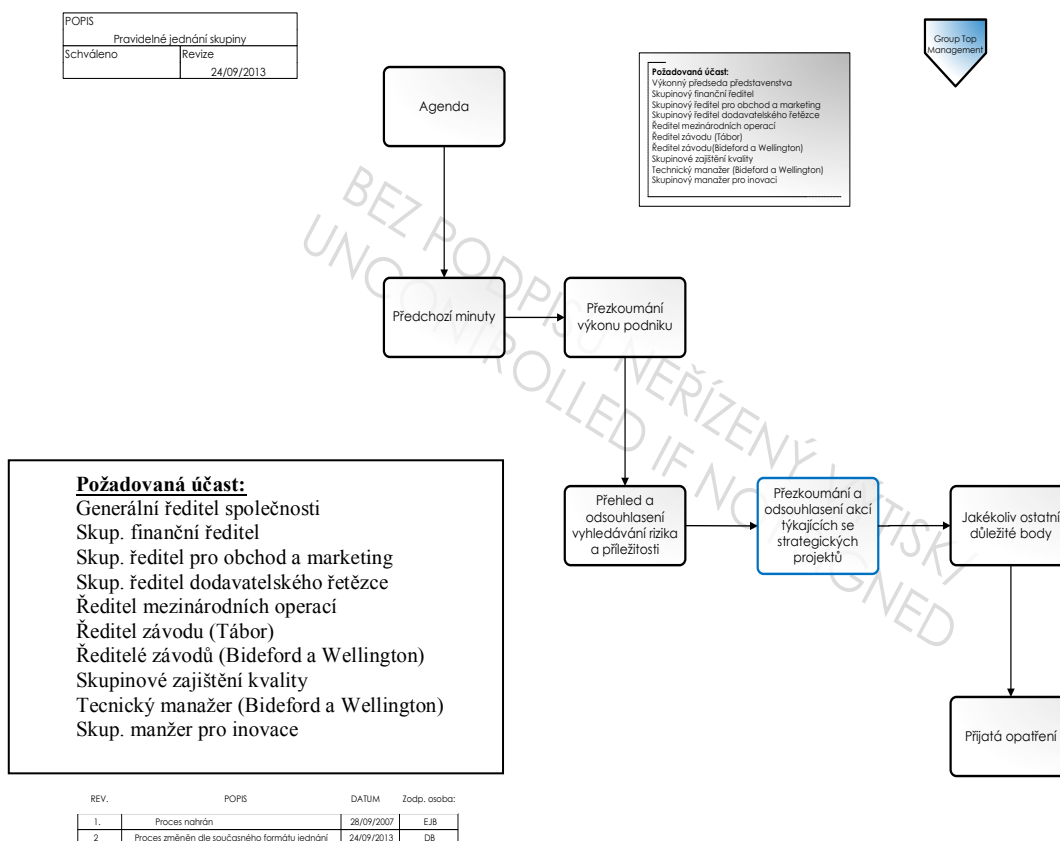 POPIS
Pravidelné jednání skupiny
Schváleno
Revize
24/09/2013
Group Top
Management
Agenda
Požadovaná účast:
Výkonný předseda představenstva
Skupinový finanční ředitel
Skupinový ředitel pro obchod a marketing
Skupinový ředitel dodavatelského řetězce
Ředitel mezinárodních operací
Ředitel závodu (Tábor)
Ředitel závodu(Bideford a Wellington)
Skupinové zajištění kvality
Technický manažer (Bideford a Wellington)
Skupinový manažer pro inovaci
BEZ PODPISU NEŘÍZENÝ VÝTISK/
UNCONTROLLED IF NOT SIGNED
Předchozí minuty
Přezkoumání
výkonu podniku
Přehled a
odsouhlasení
vyhledávání rizika
a příležitosti
Přezkoumání a
odsouhlasení akcí
týkajících se
strategických
projektů
Jakékoliv ostatní
důležité body
Přijatá opatření
Požadovaná účast:
Generální ředitel společnosti
Skup. finanční ředitel
Skup. ředitel pro obchod a marketing
Skup. ředitel dodavatelského řetězce
Ředitel mezinárodních operací
Ředitel závodu (Tábor)
Ředitelé závodů (Bideford a Wellington)
Skupinové zajištění kvality
Tecnický manažer (Bideford a Wellington)
Skup. manžer pro inovace
REV. POPIS DATUM Zodp. osoba:
1. Proces nahrán 28/09/2007 EJB
2 Proces změněn dle současného formátu jednání 24/09/2013 DB